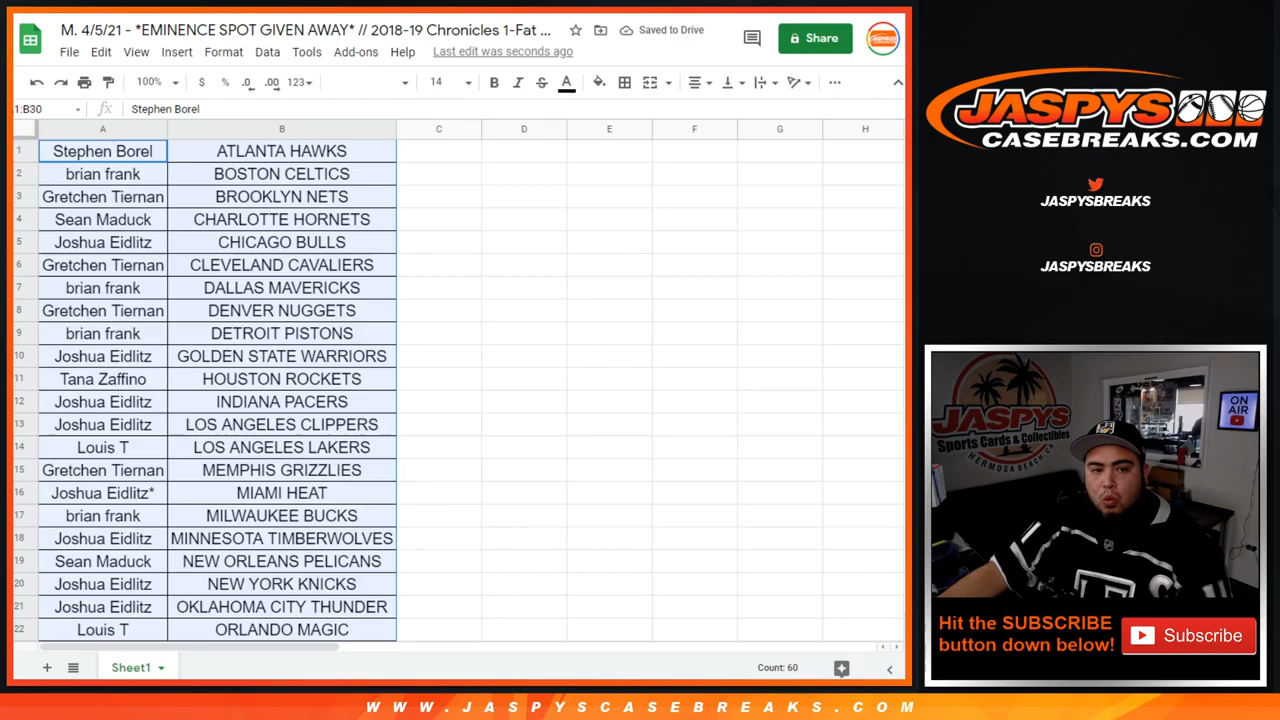 M. 4/5/21 - *EMINENCE SPOT GIVEN AWAY* // 2018-19 Chronicles 1-Fat ...
Saved to Drive
Share
File Edit View Insert Format Data Tools Add-ons Help Last edit was seconds ago
100% $ % .0 .00 123 14 B I S A
1:B30 fx Stephen Borel
A B C D E F G H
1 Stephen Borel ATLANTA HAWKS
2 brian frank BOSTON CELTICS
3 Gretchen Tiernan BROOKLYN NETS
4 Sean Maduck CHARLOTTE HORNETS
5 Joshua Eidlitz CHICAGO BULLS
6 Gretchen Tiernan CLEVELAND CAVALIERS
7 brian frank DALLAS MAVERICKS
8 Gretchen Tiernan DENVER NUGGETS
9 brian frank DETROIT PISTONS
10 Joshua Eidlitz GOLDEN STATE WARRIORS
11 Tana Zaffino HOUSTON ROCKETS
12 Joshua Eidlitz INDIANA PACERS
13 Joshua Eidlitz LOS ANGELES CLIPPERS
14 Louis T LOS ANGELES LAKERS
15 Gretchen Tiernan MEMPHIS GRIZZLIES
16 Joshua Eidlitz* MIAMI HEAT
17 brian frank MILWAUKEE BUCKS
18 Joshua Eidlitz MINNESOTA TIMBERWOLVES
19 Sean Maduck NEW ORLEANS PELICANS
20 Joshua Eidlitz NEW YORK KNICKS
21 Joshua Eidlitz OKLAHOMA CITY THUNDER
22 Louis T ORLANDO MAGIC
Sheet1
Count: 60
JASPYS
CASEBREAKS.COM
JASPYSBREAKS
JASPYSBREAKS
JASPYS
Sports Cards & Collectibles
HERMOSA BEACH, CA
ON
AIR
LA
C
Hit the SUBSCRIBE
button down below!
Subscribe
WWW.JASPYSCASEBREAKS.COM